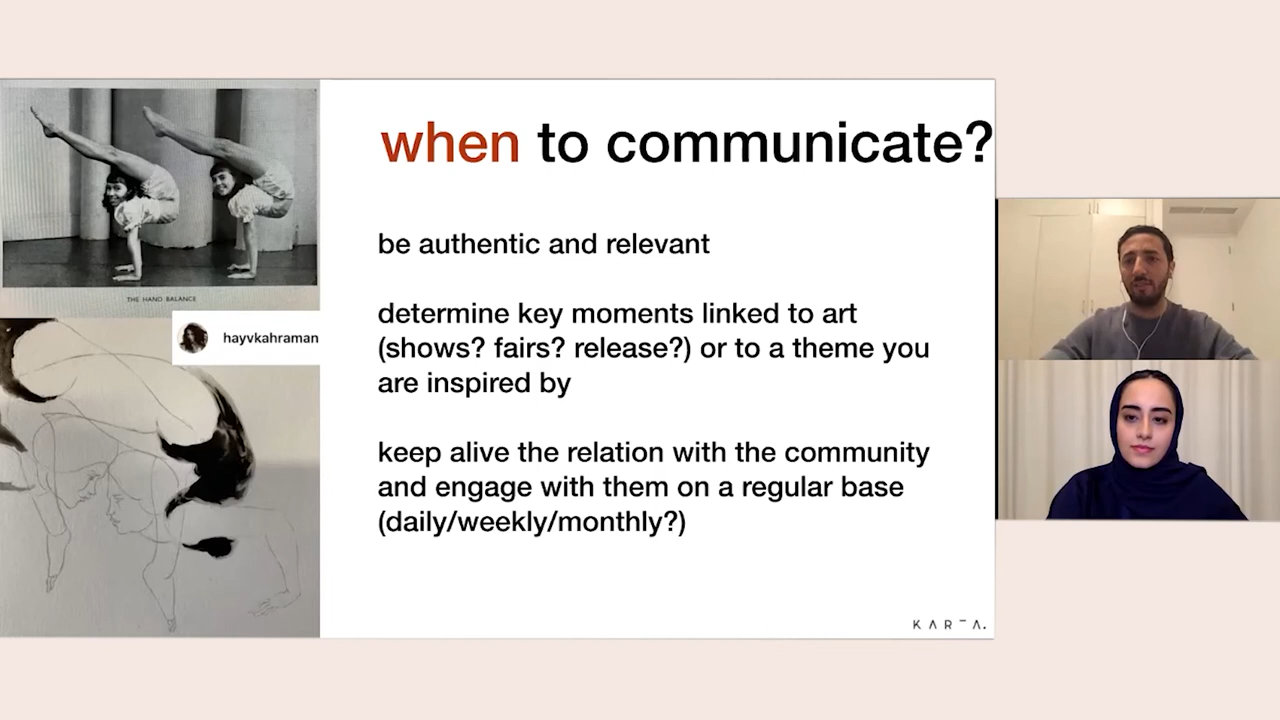 when to communicate?
be authentic and relevant
determine key moments linked to art
(shows? fairs? release?) or to a theme you
are inspired by
keep alive the relation with the community
and engage with them on a regular base
(daily/weekly/monthly?)
THE HAND BALANCE
hayvkahraman
KARTA.